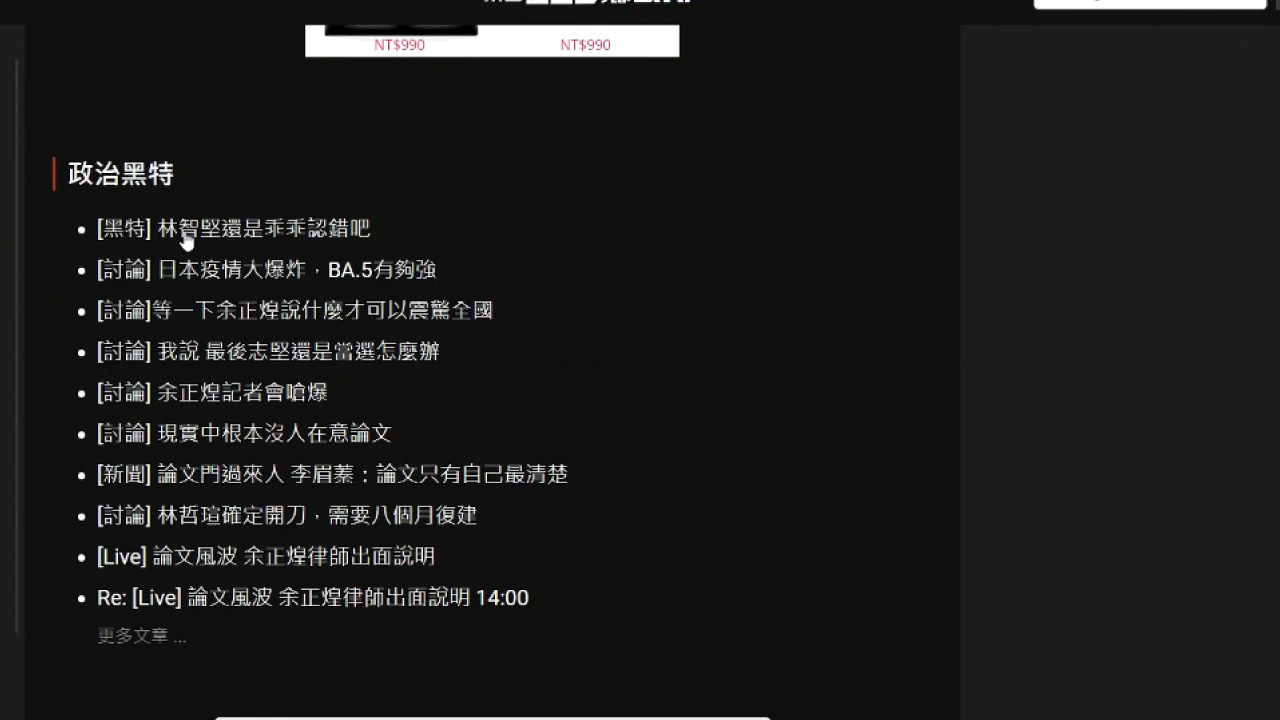 NT$990 NT$990
政治黑特
[黑特] 林智堅還是乖乖認錯吧
[討論] 日本疫情大爆炸，BA.5有夠強
[討論]等一下余正煌說什麼才可以震驚全國
[討論] 我說 最後志堅還是當選怎麼辦
[討論] 余正煌記者會嗆爆
[討論] 現實中根本沒人在意論文
[新聞] 論文門過來人 李眉蓁：論文只有自己最清楚
[討論] 林哲瑄確定開刀，需要八個月復建
[Live] 論文風波 余正煌律師出面說明
Re: [Live] 論文風波 余正煌律師出面說明 14:00
更多文章 ...